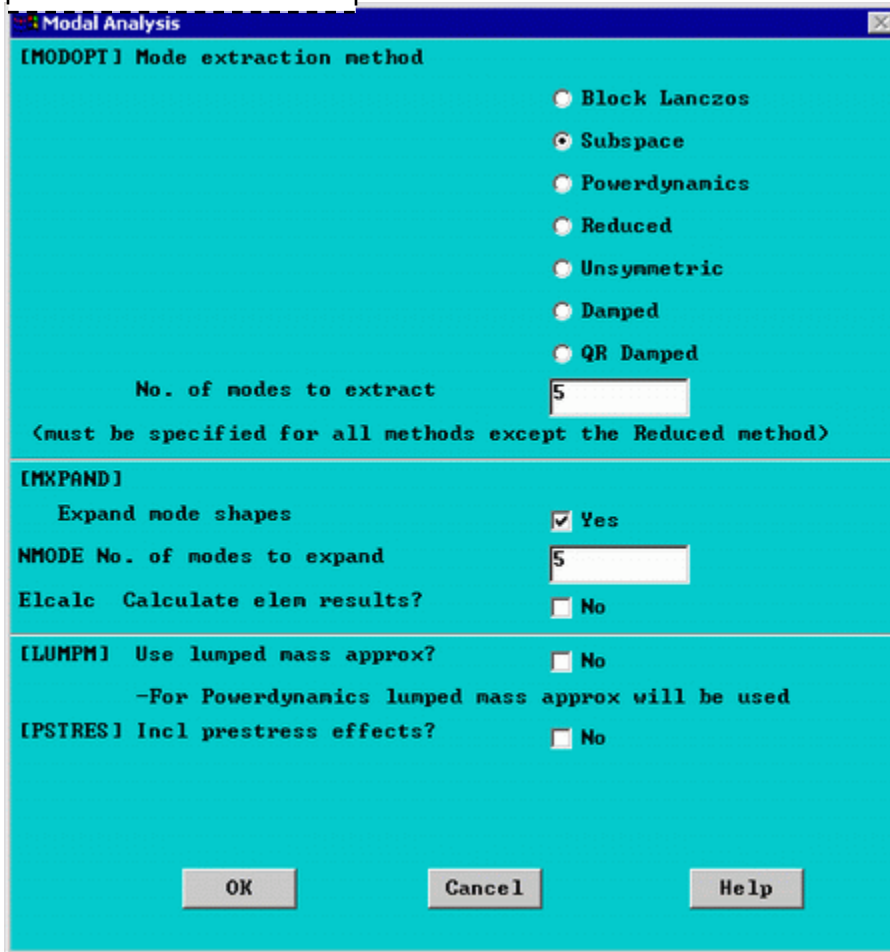 Modal Analysis
[MODOPT] Mode extraction method
Block Lanczos
Subspace
Powerdynamics
Reduced
Unsymmetric
Damped
QR Damped
No. of modes to extract 5
(must be specified for all methods except the Reduced method)
[MXPAND]
Expand mode shapes Yes
NMODE No. of modes to expand 5
Elcalc Calculate elem results? No
[LUMPM] Use lumped mass approx? No
-For Powerdynamics lumped mass approx will be used
[PSTRES] Incl prestress effects? No
OK Cancel Help